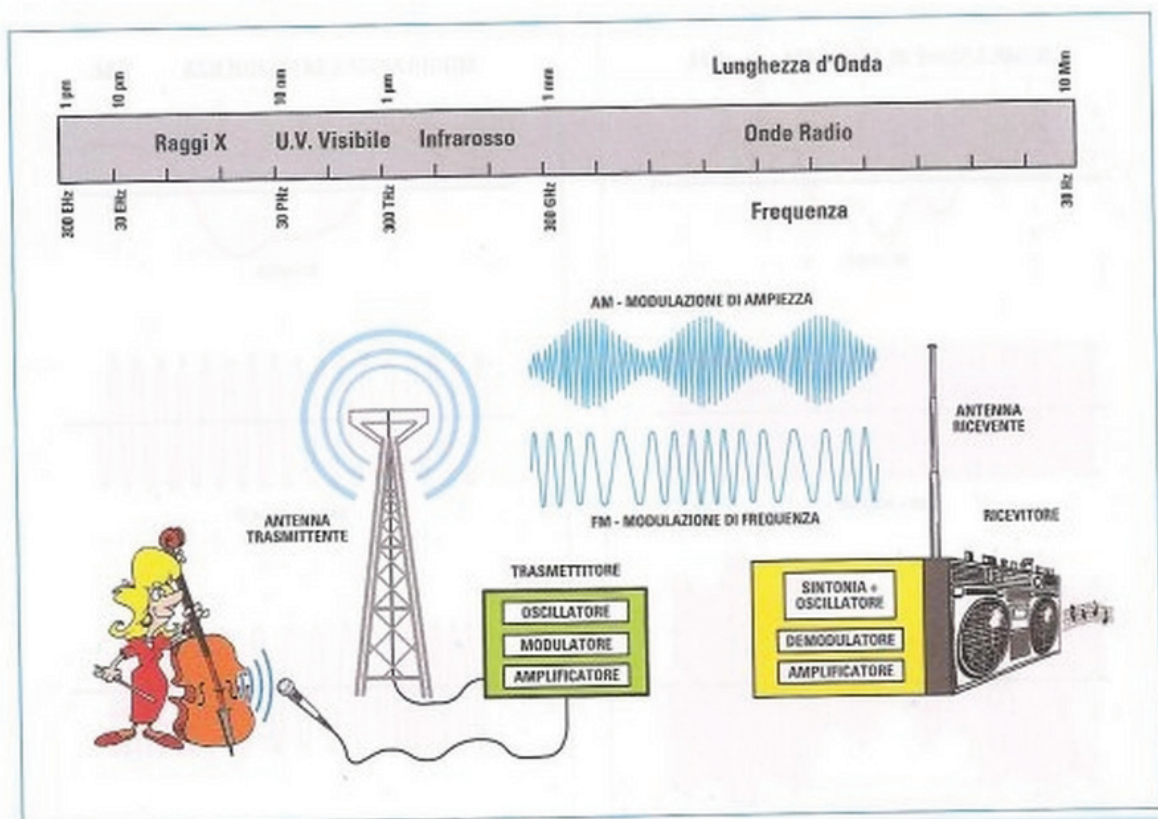 Lunghezza d'Onda
1 pm
10 pm
10 nm
1 µm
1 mm
10 Mm
Raggi X
U.V. Visibile
Infrarosso
Onde Radio
300 EHz
30 EHz
30 PHz
300 THz
300 GHz
30 Hz
Frequenza
AM - MODULAZIONE DI AMPIEZZA
ANTENNA
RICEVENTE
FM - MODULAZIONE DI FREQUENZA
RICEVITORE
ANTENNA
TRASMITTENTE
TRASMETTITORE
OSCILLATORE
MODULATORE
AMPLIFICATORE
SINTONIA +
OSCILLATORE
DEMODULATORE
AMPLIFICATORE